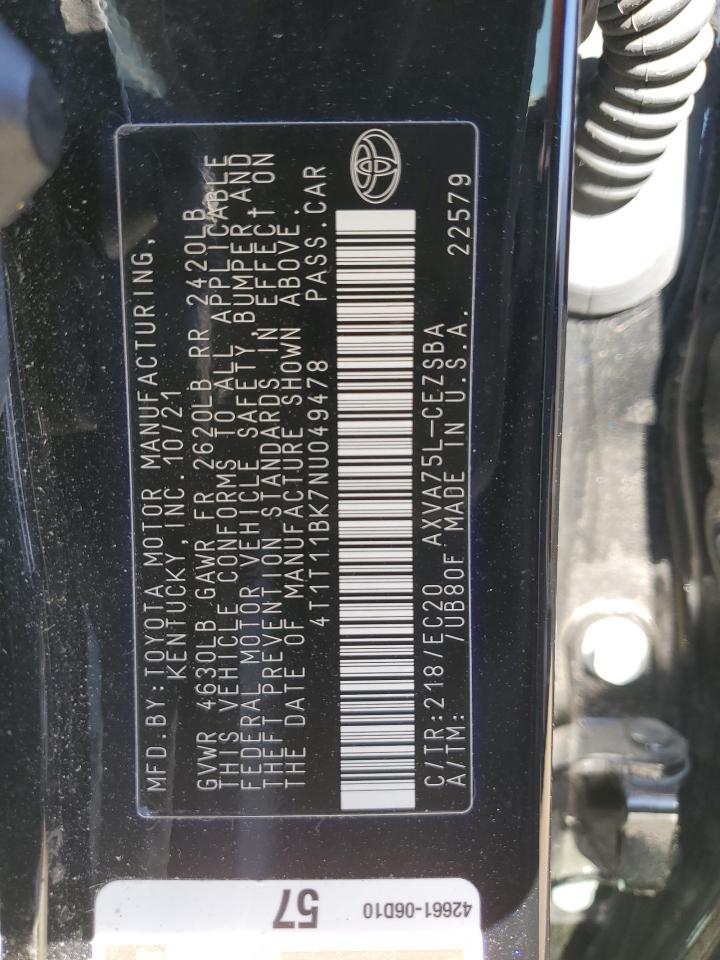 MFD.BY:TOYOTA MOTOR MANUFACTURING,
KENTUCKY, INC. 10/21
GVWR 4630LB GAWR FR 2620LB RR 2420LB
THIS VEHICLE CONFORMS TO ALL APPLICABLE
FEDERAL MOTOR VEHICLE SAFETY,BUMPER,AND
THEFT PREVENTION STANDARDS IN EFFECT ON
THE DATE OF MANUFACTURE SHOWN ABOVE.
4T1T11BK7NU049478 PASS.CAR
C/TR:218/EC20 AXVA75L-CEZSBA
A/TM: /UB80F MADE IN U.S.A. 22579
57
42661-06D10